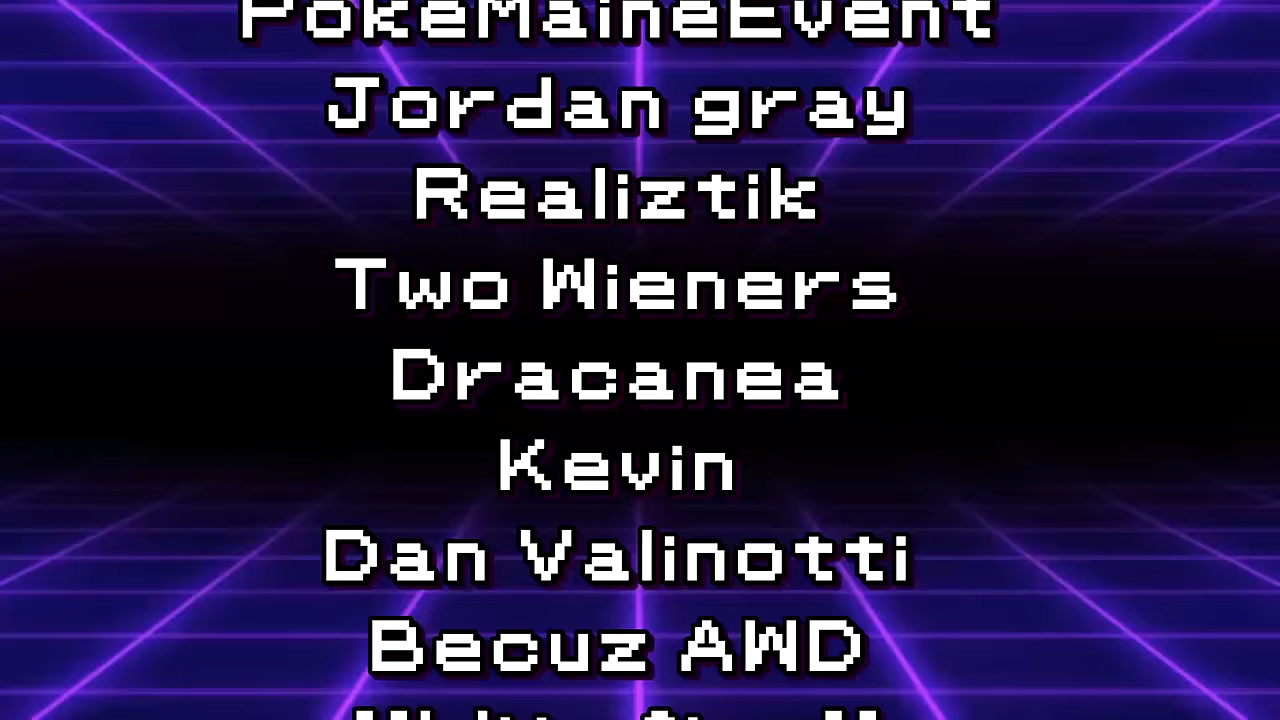 PokeMaineEvent
Jordan gray
Realiztik
Two Wieners
Dracanea
Kevin
Dan Valinotti
Becuz AWD